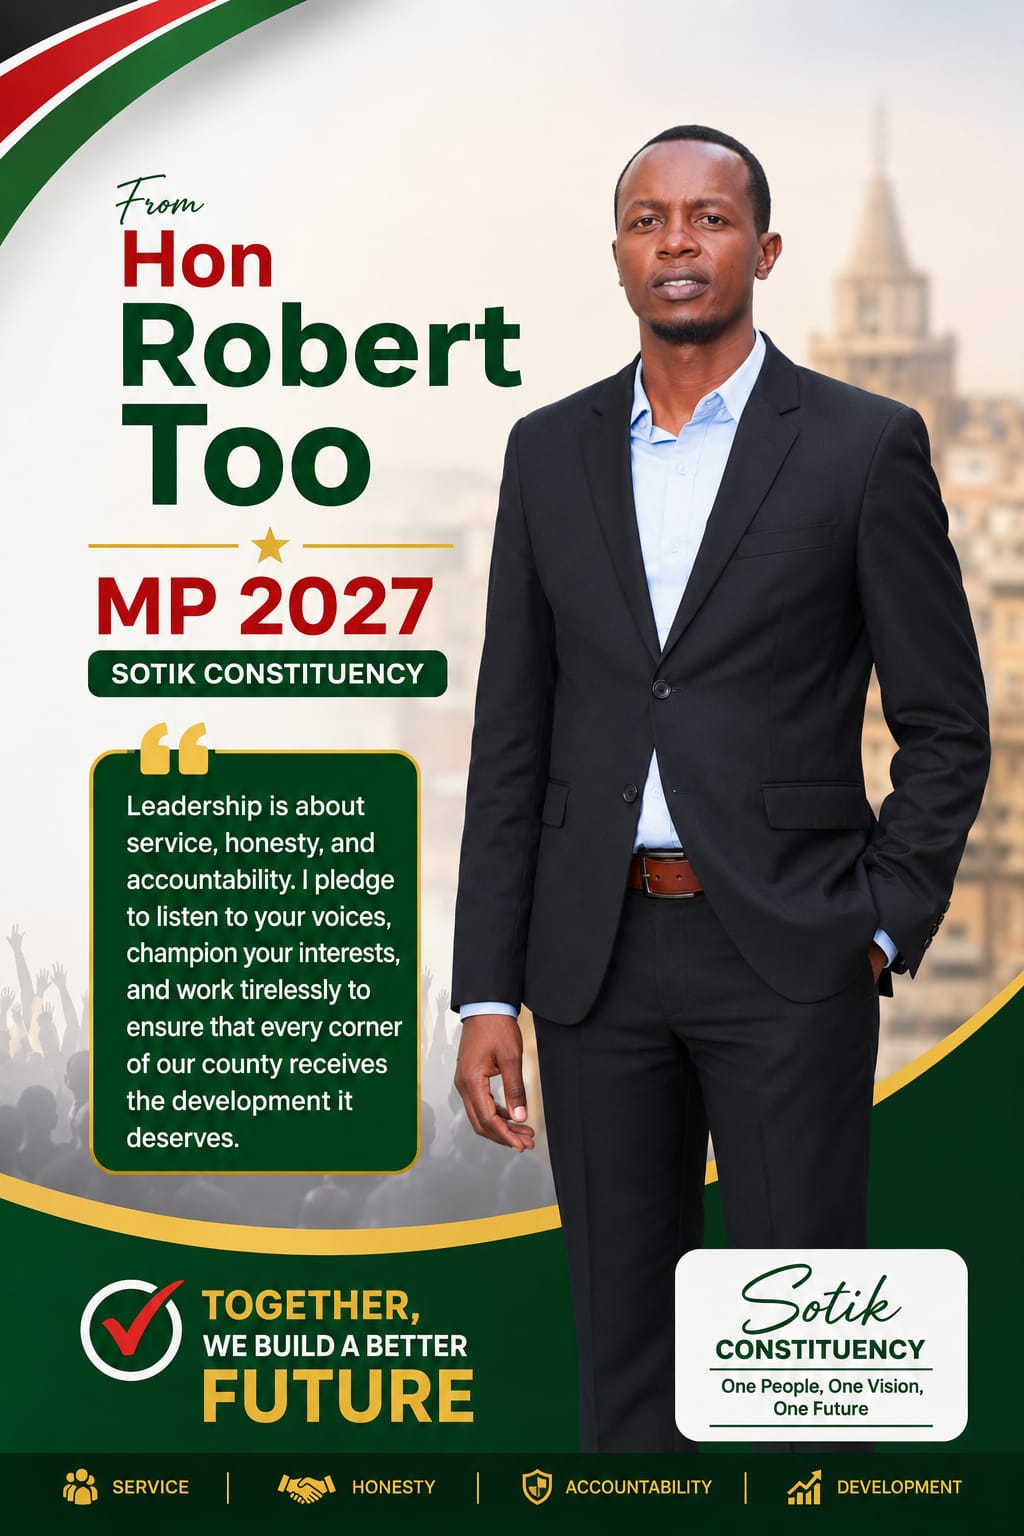 From
Hon
Robert
Too
MP 2027
SOTIK CONSTITUENCY
“
Leadership is about
service, honesty, and
accountability. I pledge
to listen to your voices,
champion your interests,
and work tirelessly to
ensure that every corner
of our county receives
the development it
deserves.
TOGETHER,
WE BUILD A BETTER
FUTURE
Sotik
CONSTITUENCY
One People, One Vision,
One Future
SERVICE | HONESTY | ACCOUNTABILITY | DEVELOPMENT